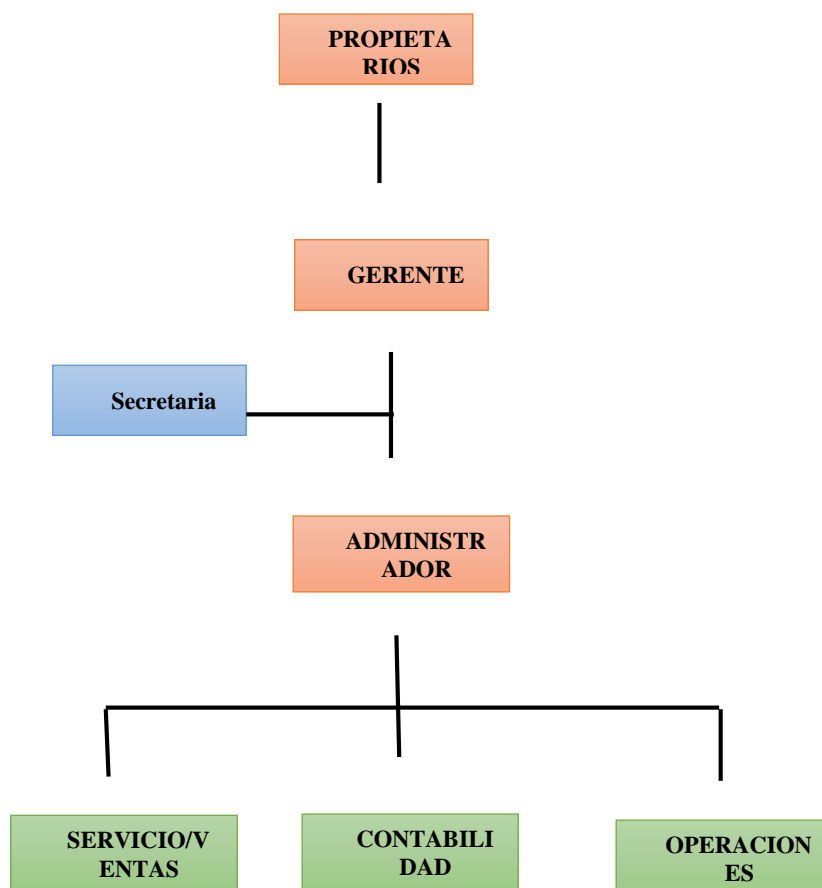 PROPIETA
RIOS
GERENTE
Secretaria
ADMINISTR
ADOR
SERVICIO/V
ENTAS
CONTABILI
DAD
OPERACION
ES